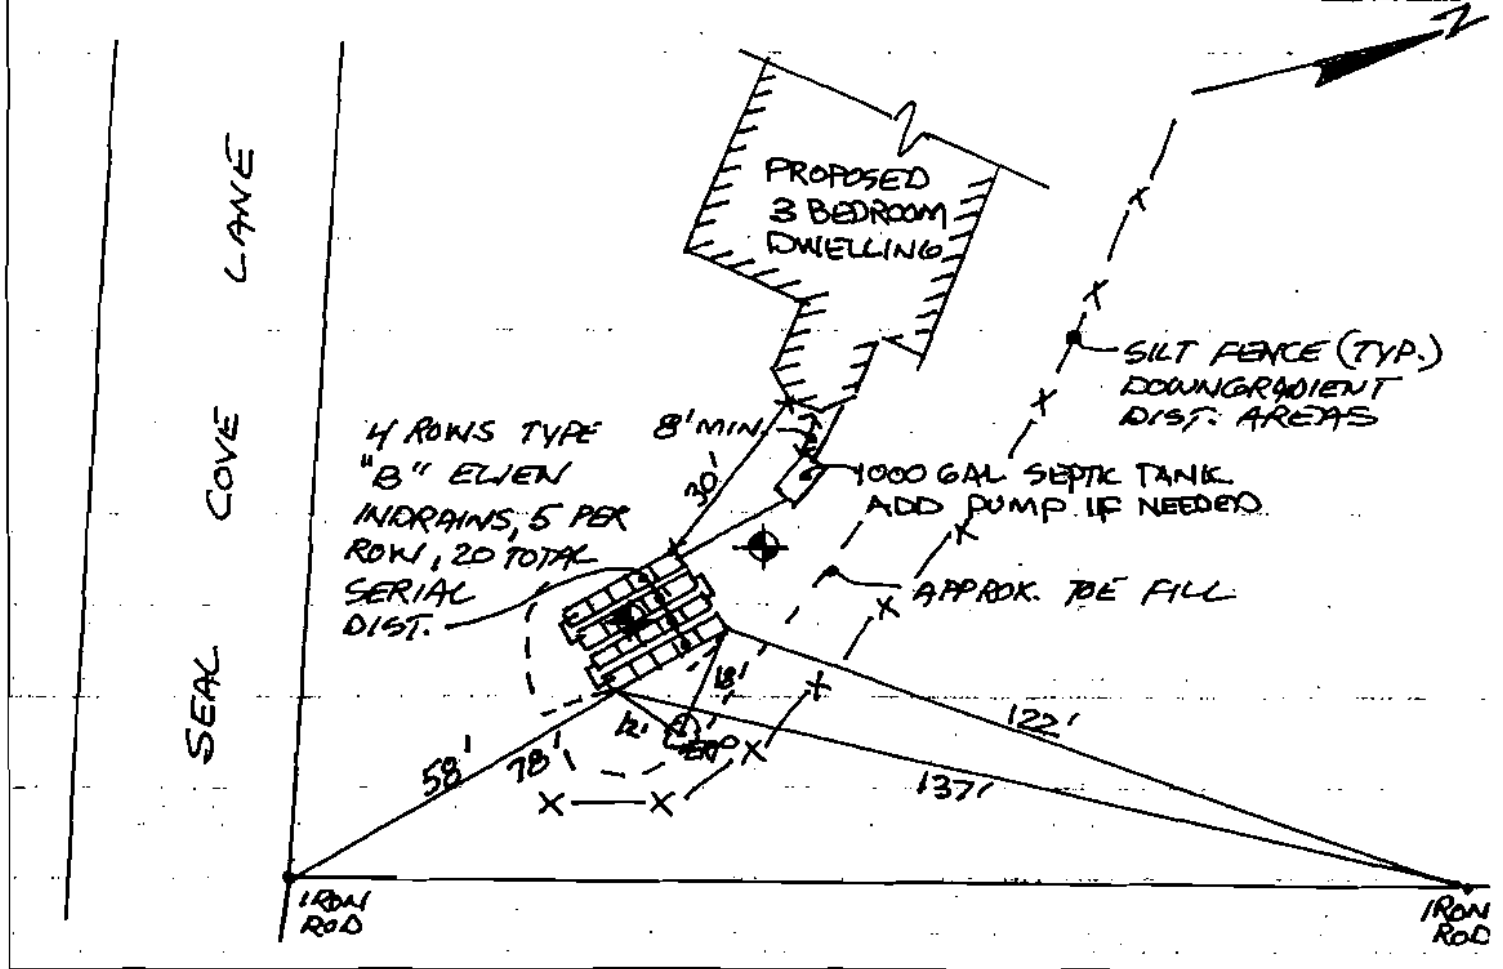 N
PROPOSED
3 BEDROOM
DWELLING
SEAL COVE LANE
SILT FENCE (TYP.)
DOWNGRADIENT
DIST. AREAS
4 ROWS TYPE
"B" ELJEN
INDRAINS, 5 PER
ROW, 20 TOTAL
SERIAL
DIST.
8' MIN.
30'
1000 GAL SEPTIC TANK
ADD PUMP IF NEEDED
APPROX. TOE FILL
18'
12'
ERP
58'
78'
122'
137'
IRON
ROD
IRON
ROD